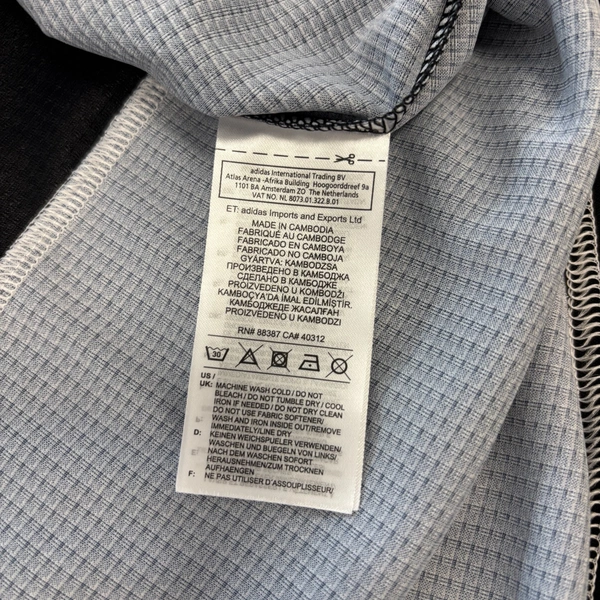 adidas International Trading BV
Atlas Arena -Afrika Building Hoogoorddreef 9a
1101 BA Amsterdam ZO The Netherlands
VAT NO. NL 8073.01.322.B.01
ET: adidas Imports and Exports Ltd
MADE IN CAMBODIA
FABRIQUÉ AU CAMBODGE
FABRICADO EN CAMBOYA
FABRICADO NO CAMBOJA
GYÁRTVA: KAMBODZSA
ПРОИЗВЕДЕНО В КАМБОДЖА
СДЕЛАНО В КАМБОДЖЕ
PROIZVEDENO U KOMBODŽI
KAMBOÇYA'DA İMAL EDİLMİŞTİR.
КАМБОДЖЕДЕ ЖАСАЛҒАН
PROIZVEDENO U KAMBODŽI
RN# 88387 CA# 40312
30
US /
UK: MACHINE WASH COLD / DO NOT
BLEACH / DO NOT TUMBLE DRY / COOL
IRON IF NEEDED / DO NOT DRY CLEAN
DO NOT USE FABRIC SOFTENER/
WASH AND IRON INSIDE OUT/REMOVE
IMMEDIATELY/LINE DRY
D: KEINEN WEICHSPUELER VERWENDEN/
WASCHEN UND BUEGELN VON LINKS/
NACH DEM WASCHEN SOFORT
HERAUSNEHMEN/ZUM TROCKNEN
AUFHAENGEN
F: NE PAS UTILISER D´ASSOUPLISSEUR/